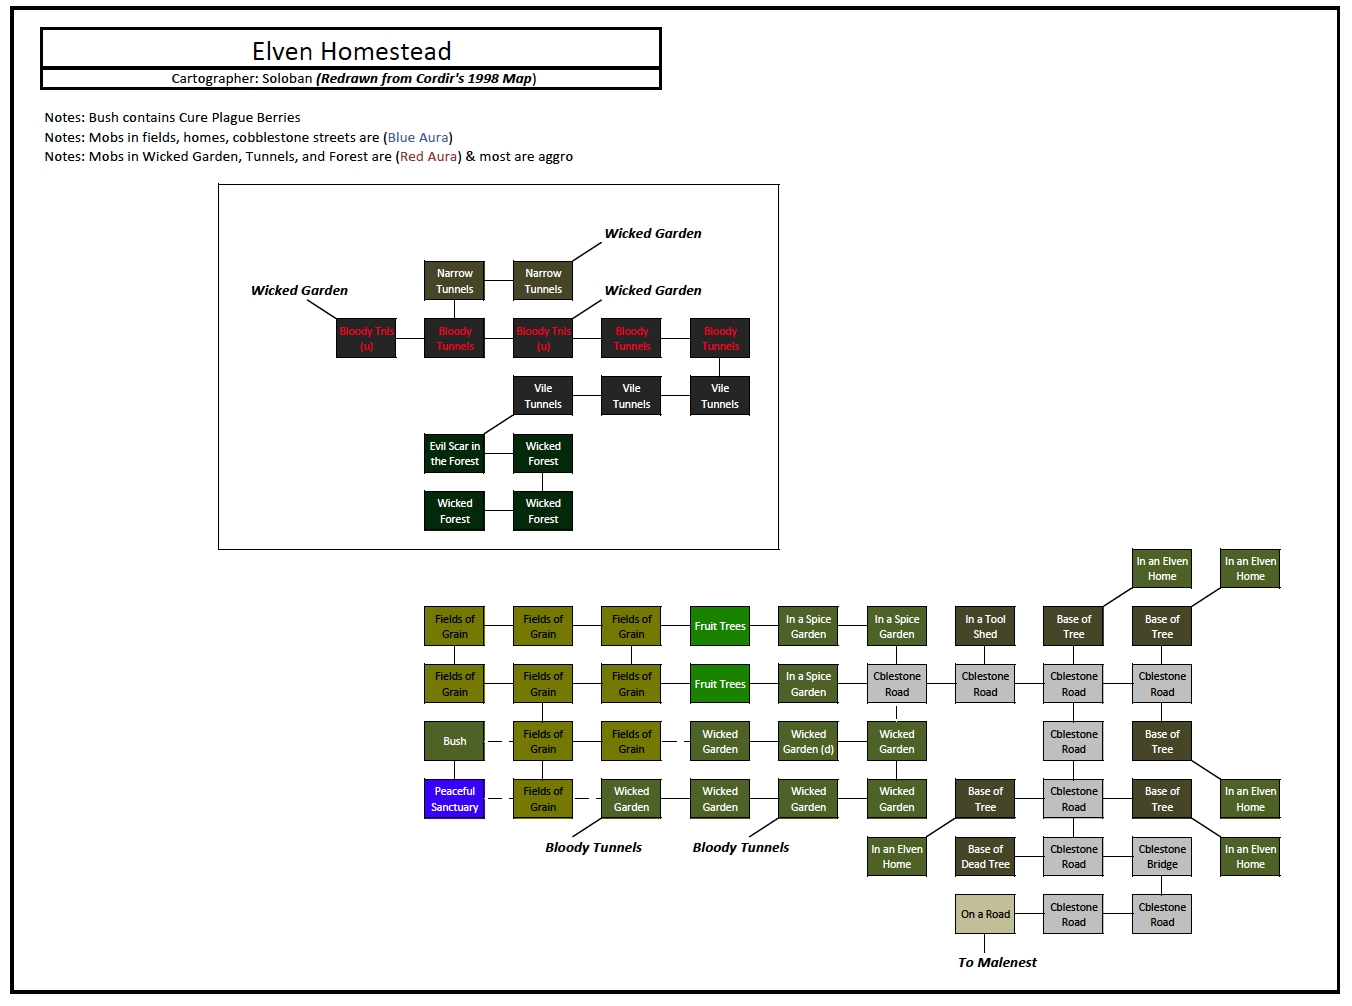 Elven Homestead
Cartographer: Soloban (Redrawn from Cordir's 1998 Map)
Notes: Bush contains Cure Plague Berries
Notes: Mobs in fields, homes, cobblestone streets are (Blue Aura)
Notes: Mobs in Wicked Garden, Tunnels, and Forest are (Red Aura) & most are aggro
Wicked Garden
Narrow
Tunnels
Narrow
Tunnels
Wicked Garden
Wicked Garden
Bloody Tnls
(u)
Bloody
Tunnels
Bloody Tnls
(u)
Bloody
Tunnels
Bloody
Tunnels
Vile
Tunnels
Vile
Tunnels
Vile
Tunnels
Evil Scar in
the Forest
Wicked
Forest
Wicked
Forest
Wicked
Forest
In an Elven
Home
In an Elven
Home
Fields of
Grain
Fields of
Grain
Fields of
Grain
Fruit Trees
In a Spice
Garden
In a Spice
Garden
In a Tool
Shed
Base of
Tree
Base of
Tree
Fields of
Grain
Fields of
Grain
Fields of
Grain
Fruit Trees
In a Spice
Garden
Cblestone
Road
Cblestone
Road
Cblestone
Road
Cblestone
Road
Bush
Fields of
Grain
Fields of
Grain
Wicked
Garden
Wicked
Garden (d)
Wicked
Garden
Cblestone
Road
Base of
Tree
Peaceful
Sanctuary
Fields of
Grain
Wicked
Garden
Wicked
Garden
Wicked
Garden
Wicked
Garden
Base of
Tree
Cblestone
Road
Base of
Tree
In an Elven
Home
Bloody Tunnels
Bloody Tunnels
In an Elven
Home
Base of
Dead Tree
Cblestone
Road
Cblestone
Bridge
In an Elven
Home
On a Road
Cblestone
Road
Cblestone
Road
To Malenest